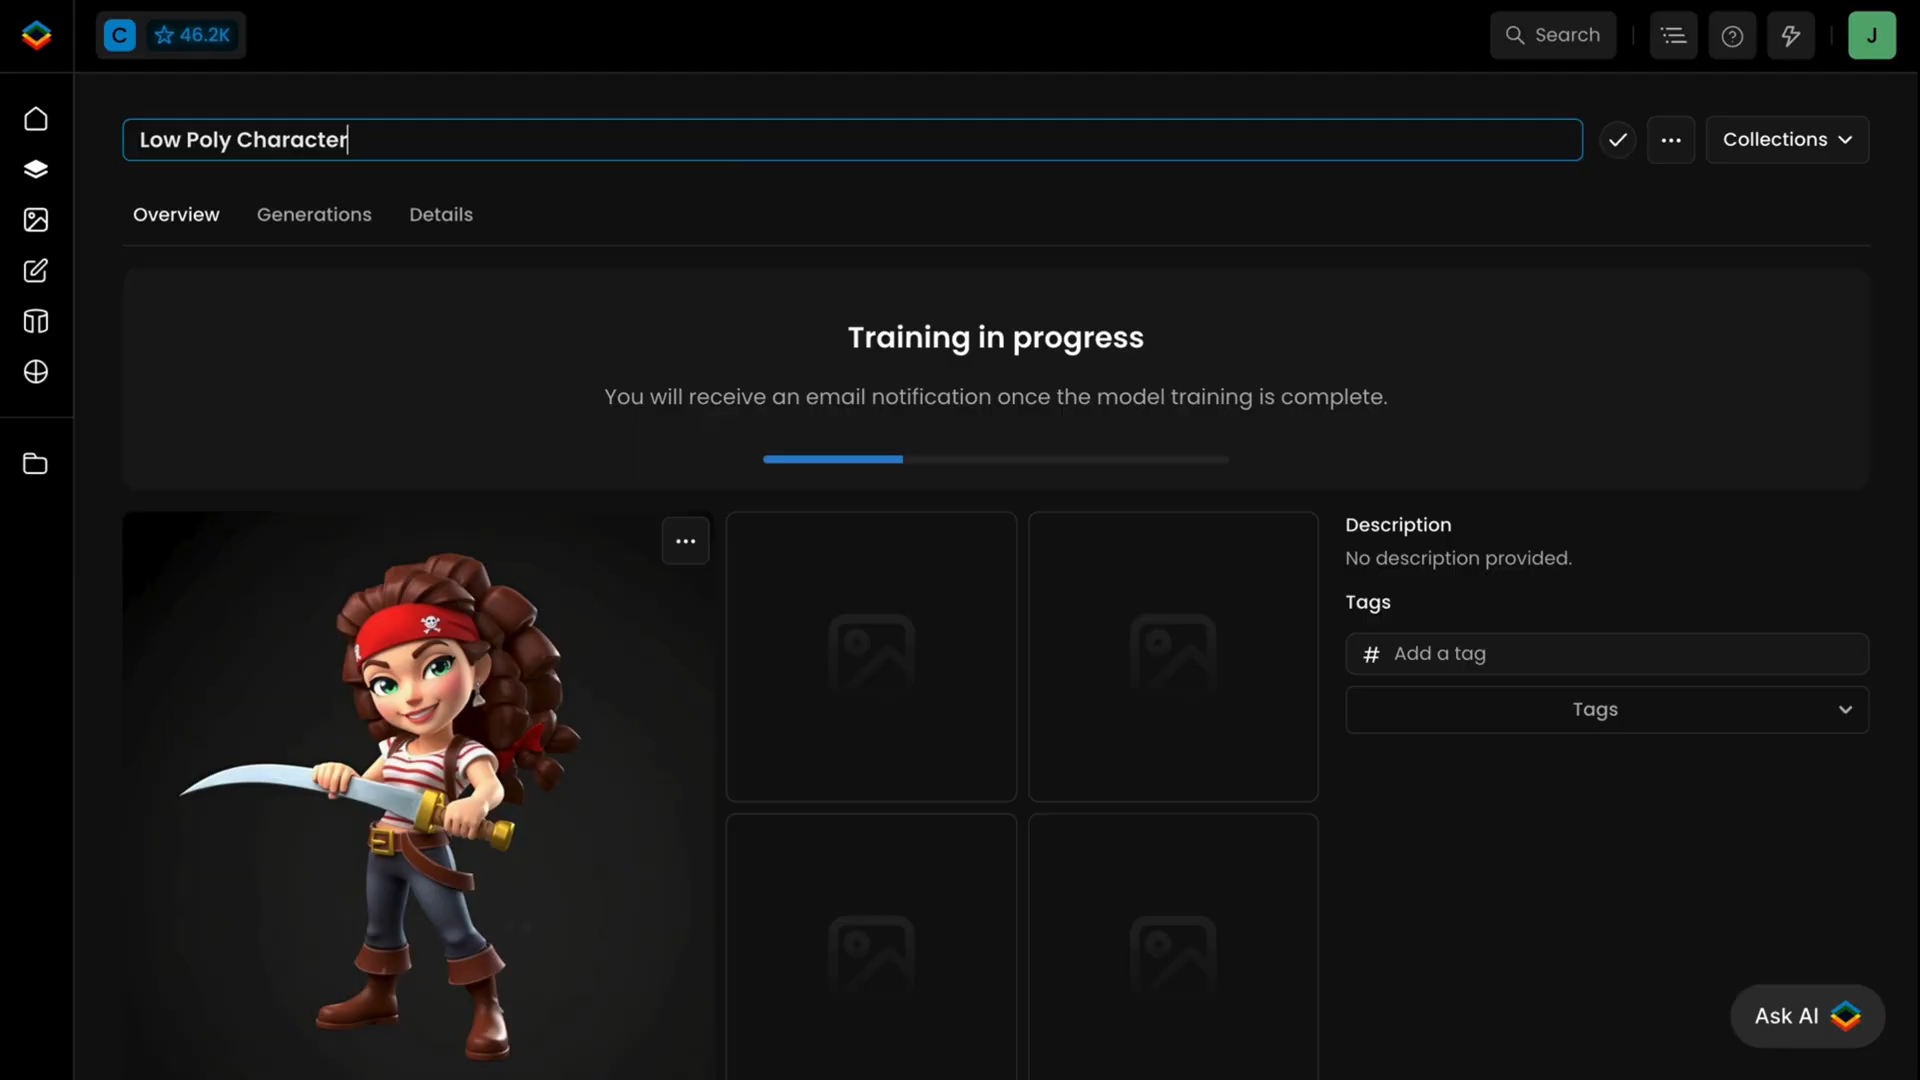 C
46.2K
Search
J
Low Poly Character
Collections
Overview
Generations
Details
Training in progress
You will receive an email notification once the model training is complete.
Description
No description provided.
Tags
# Add a tag
Tags
Ask AI